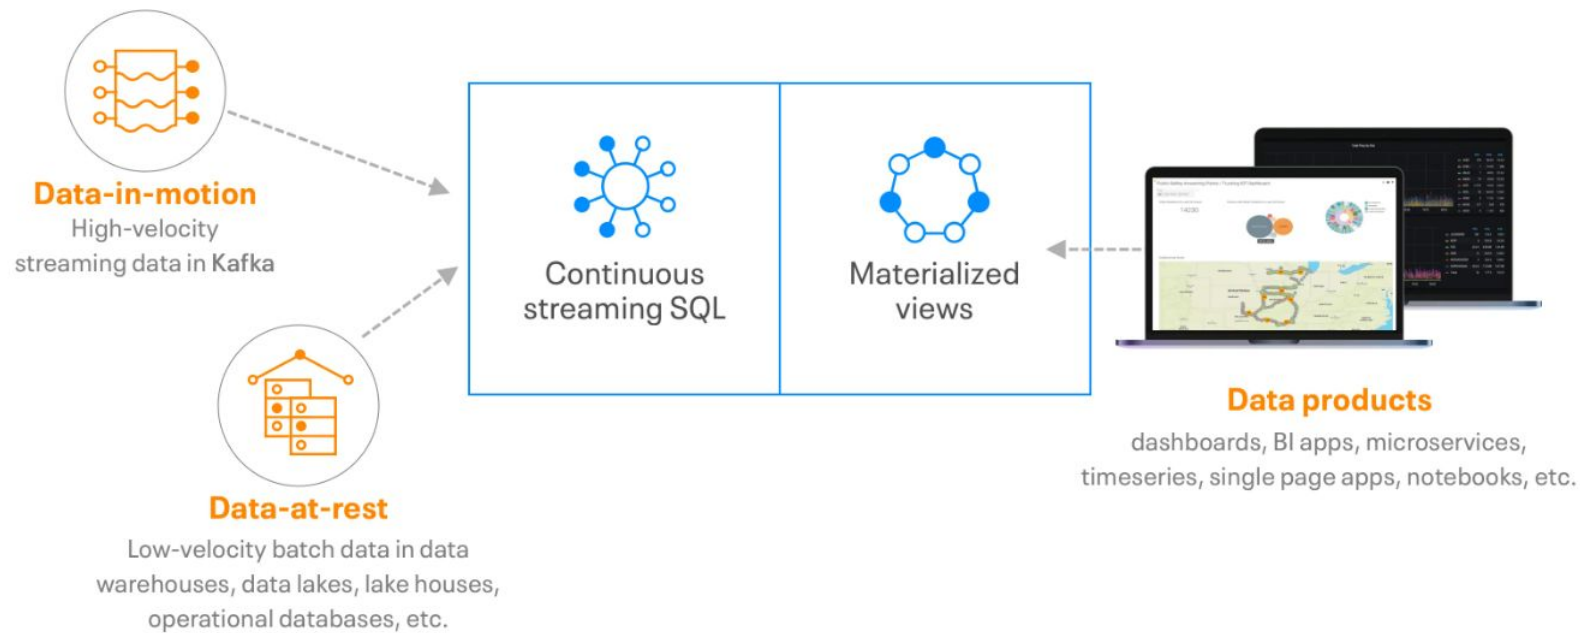 Data-in-motion
High-velocity
streaming data in Kafka
Data-at-rest
Low-velocity batch data in data
warehouses, data lakes, lake houses,
operational databases, etc.
Continuous
streaming SQL
Materialized
views
14030
Data products
dashboards, BI apps, microservices,
timeseries, single page apps, notebooks, etc.